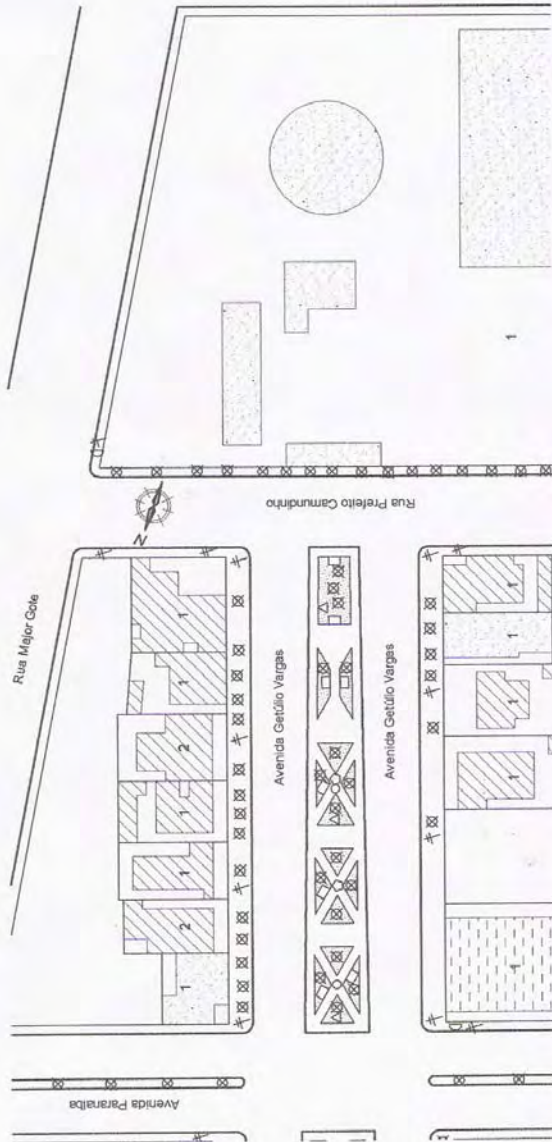 Rua Major Gote
N
Rua Prefeito Camundinho
1
1
1
2
1
1
2
1
Avenida Getúlio Vargas
Avenida Getúlio Vargas
1
1
1
1
1
Avenida Paranaíba